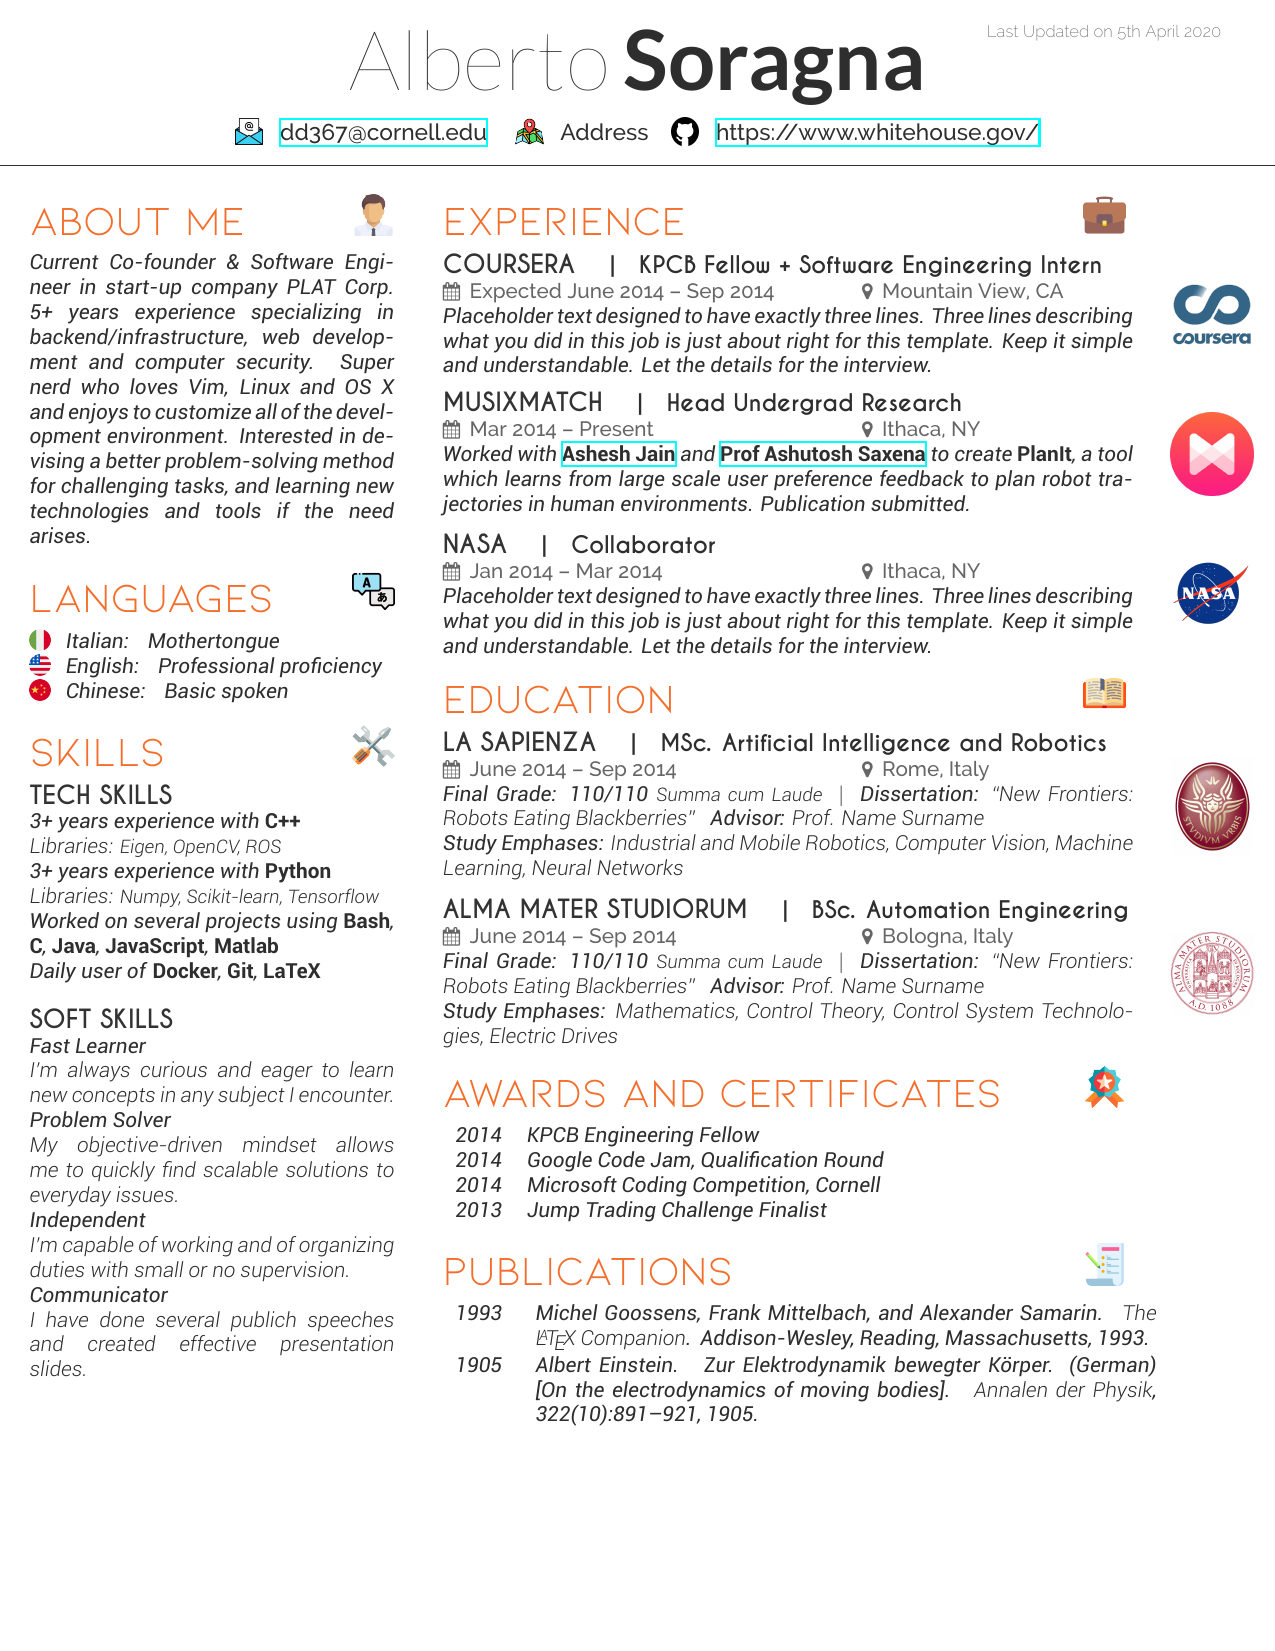 Last Updated on 5th April 2020
Alberto Soragna
dd367@cornell.edu Address https://www.whitehouse.gov/
ABOUT ME
Current Co-founder & Software Engi-
neer in start-up company PLAT Corp.
5+ years experience specializing in
backend/infrastructure, web develop-
ment and computer security. Super
nerd who loves Vim, Linux and OS X
and enjoys to customize all of the devel-
opment environment. Interested in de-
vising a better problem-solving method
for challenging tasks, and learning new
technologies and tools if the need
arises.
LANGUAGES
Italian: Mothertongue
English: Professional proficiency
Chinese: Basic spoken
SKILLS
TECH SKILLS
3+ years experience with C++
Libraries: Eigen, OpenCV, ROS
3+ years experience with Python
Libraries: Numpy, Scikit-learn, Tensorflow
Worked on several projects using Bash,
C, Java, JavaScript, Matlab
Daily user of Docker, Git, LaTeX
SOFT SKILLS
Fast Learner
I'm always curious and eager to learn
new concepts in any subject I encounter.
Problem Solver
My objective-driven mindset allows
me to quickly find scalable solutions to
everyday issues.
Independent
I'm capable of working and of organizing
duties with small or no supervision.
Communicator
I have done several publich speeches
and created effective presentation
slides.
EXPERIENCE
COURSERA | KPCB Fellow + Software Engineering Intern
Expected June 2014 – Sep 2014 Mountain View, CA
Placeholder text designed to have exactly three lines. Three lines describing
what you did in this job is just about right for this template. Keep it simple
and understandable. Let the details for the interview.
coursera
MUSIXMATCH | Head Undergrad Research
Mar 2014 – Present Ithaca, NY
Worked with Ashesh Jain and Prof Ashutosh Saxena to create PlanIt, a tool
which learns from large scale user preference feedback to plan robot tra-
jectories in human environments. Publication submitted.
NASA | Collaborator
Jan 2014 – Mar 2014 Ithaca, NY
Placeholder text designed to have exactly three lines. Three lines describing
what you did in this job is just about right for this template. Keep it simple
and understandable. Let the details for the interview.
NASA
EDUCATION
LA SAPIENZA | MSc. Artificial Intelligence and Robotics
June 2014 – Sep 2014 Rome, Italy
Final Grade: 110/110 Summa cum Laude | Dissertation: “New Frontiers:
Robots Eating Blackberries” Advisor: Prof. Name Surname
Study Emphases: Industrial and Mobile Robotics, Computer Vision, Machine
Learning, Neural Networks
STVDIVM VRBIS
ALMA MATER STUDIORUM | BSc. Automation Engineering
June 2014 – Sep 2014 Bologna, Italy
Final Grade: 110/110 Summa cum Laude | Dissertation: “New Frontiers:
Robots Eating Blackberries” Advisor: Prof. Name Surname
Study Emphases: Mathematics, Control Theory, Control System Technolo-
gies, Electric Drives
ALMA MATER STUDIORUM
A.D. 1088
AWARDS AND CERTIFICATES
2014 KPCB Engineering Fellow
2014 Google Code Jam, Qualification Round
2014 Microsoft Coding Competition, Cornell
2013 Jump Trading Challenge Finalist
PUBLICATIONS
1993 Michel Goossens, Frank Mittelbach, and Alexander Samarin. The
LATEX Companion. Addison-Wesley, Reading, Massachusetts, 1993.
1905 Albert Einstein. Zur Elektrodynamik bewegter Körper. (German)
[On the electrodynamics of moving bodies]. Annalen der Physik,
322(10):891–921, 1905.